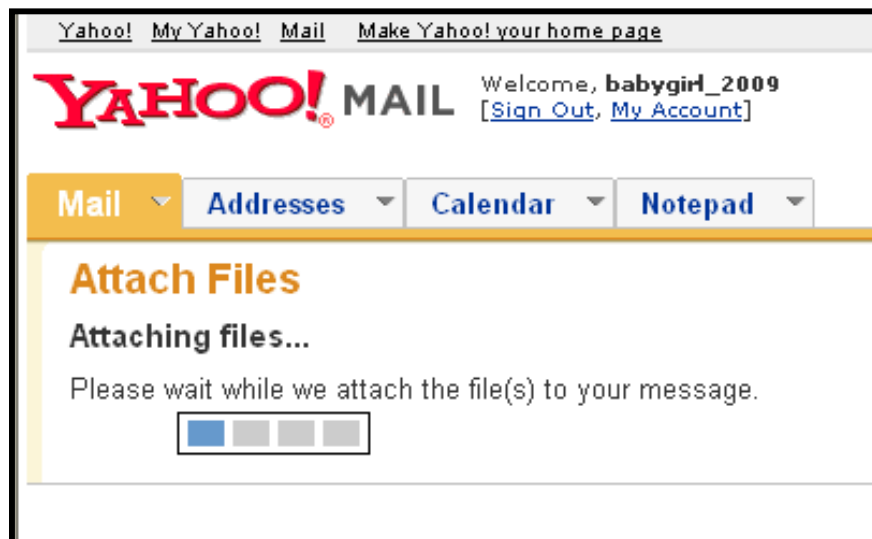 Yahoo! My Yahoo! Mail Make Yahoo! your home page
YAHOO!® MAIL
Welcome, babygirl_2009
[Sign Out, My Account]
Mail Addresses Calendar Notepad
Attach Files
Attaching files...
Please wait while we attach the file(s) to your message.